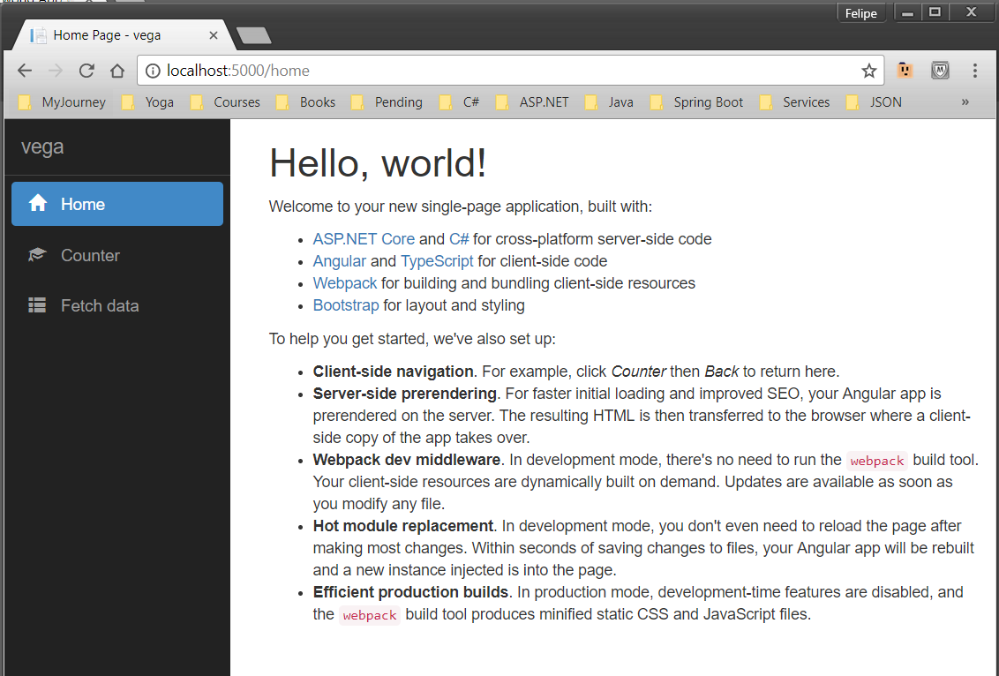 Felipe
Home Page - vega
localhost:5000/home
MyJourney Yoga Courses Books Pending C# ASP.NET Java Spring Boot Services JSON »
vega
Home
Counter
Fetch data
Hello, world!
Welcome to your new single-page application, built with:
• ASP.NET Core and C# for cross-platform server-side code
• Angular and TypeScript for client-side code
• Webpack for building and bundling client-side resources
• Bootstrap for layout and styling
To help you get started, we've also set up:
• Client-side navigation. For example, click Counter then Back to return here.
• Server-side prerendering. For faster initial loading and improved SEO, your Angular app is
prerendered on the server. The resulting HTML is then transferred to the browser where a client-
side copy of the app takes over.
• Webpack dev middleware. In development mode, there's no need to run the webpack build tool.
Your client-side resources are dynamically built on demand. Updates are available as soon as
you modify any file.
• Hot module replacement. In development mode, you don't even need to reload the page after
making most changes. Within seconds of saving changes to files, your Angular app will be rebuilt
and a new instance injected is into the page.
• Efficient production builds. In production mode, development-time features are disabled, and
the webpack build tool produces minified static CSS and JavaScript files.